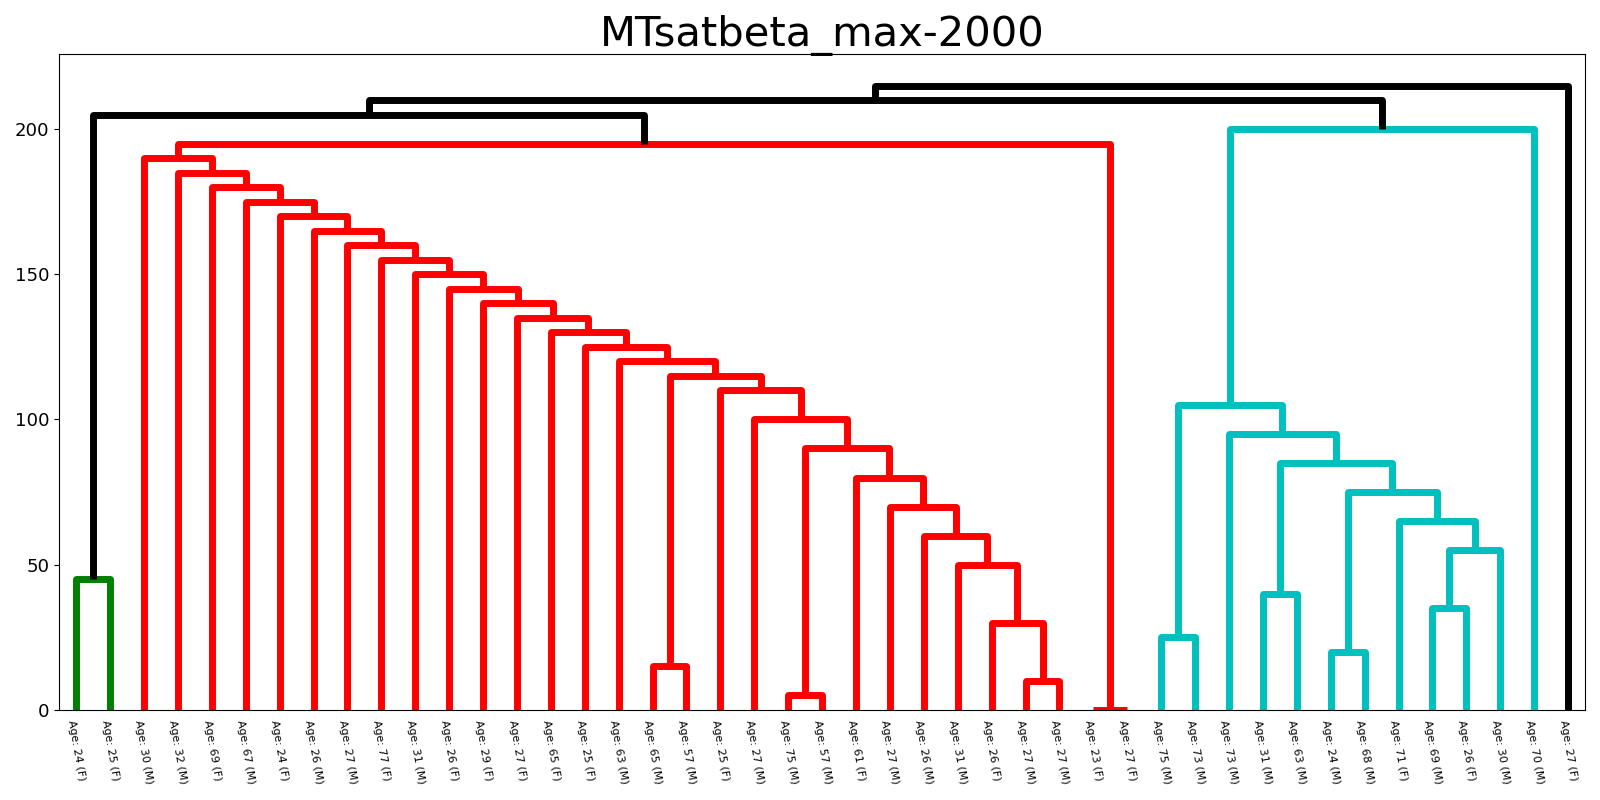 MTsatbeta_max-2000
200
150
100
50
0
Age: 24 (F)
Age: 25 (F)
Age: 30 (M)
Age: 32 (M)
Age: 69 (F)
Age: 67 (M)
Age: 24 (F)
Age: 26 (M)
Age: 27 (M)
Age: 77 (F)
Age: 31 (M)
Age: 26 (F)
Age: 29 (F)
Age: 27 (F)
Age: 65 (F)
Age: 25 (F)
Age: 63 (M)
Age: 65 (M)
Age: 57 (M)
Age: 25 (F)
Age: 27 (M)
Age: 75 (M)
Age: 57 (M)
Age: 61 (F)
Age: 27 (M)
Age: 26 (M)
Age: 31 (M)
Age: 26 (F)
Age: 27 (M)
Age: 27 (M)
Age: 23 (F)
Age: 27 (F)
Age: 75 (M)
Age: 73 (M)
Age: 73 (M)
Age: 31 (M)
Age: 63 (M)
Age: 24 (M)
Age: 68 (M)
Age: 71 (F)
Age: 69 (M)
Age: 26 (F)
Age: 30 (M)
Age: 70 (M)
Age: 27 (F)